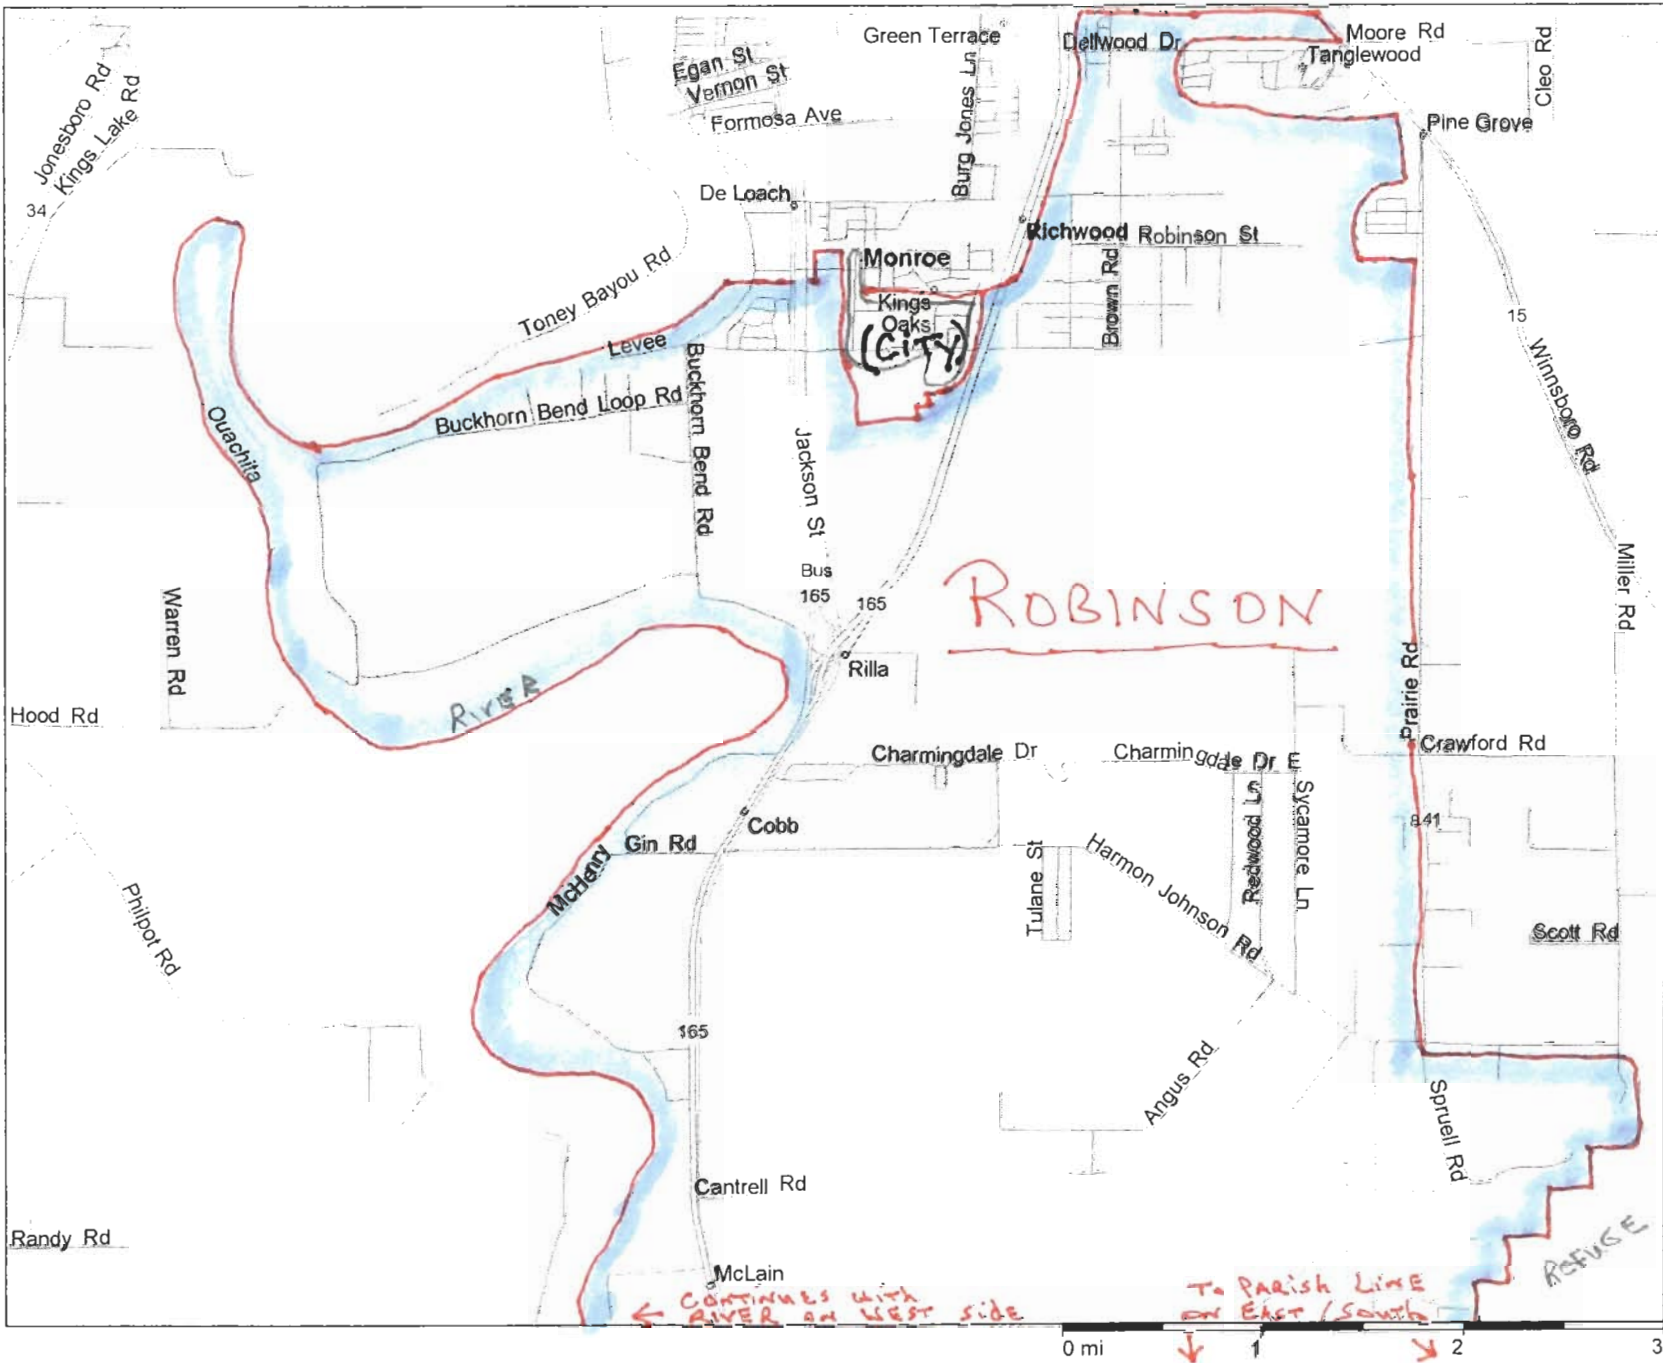 Green Terrace
Dellwood Dr
Moore Rd
Tanglewood
Cleo Rd
Egan St
Vernon St
Formosa Ave
Burg Jones Ln
Jonesboro Rd
Kings Lake Rd
34
Pine Grove
De Loach
Richwood
Robinson St
Monroe
Toney Bayou Rd
Kings
Oaks
(CITY)
Brown Rd
15
Winnsboro Rd
Levee
Buckhorn Bend Loop Rd
Buckhorn Bend Rd
Ouachita
Jackson St
Bus
165
165
ROBINSON
Miller Rd
Warren Rd
Rilla
Prairie Rd
RIVER
Hood Rd
Crawford Rd
Charmingdale Dr
Charmingdale Dr E
Cobb
841
Gin Rd
McHenry
Redwood Ln
Sycamore Ln
Tulane St
Harmon Johnson Rd
Philpot Rd
Scott Rd
165
Angus Rd
Spruell Rd
Cantrell Rd
Randy Rd
REFUGE
McLain
← CONTINUES WITH
RIVER ON WEST SIDE
TO PARISH LINE
ON EAST / SOUTH
0 mi 1 2 3